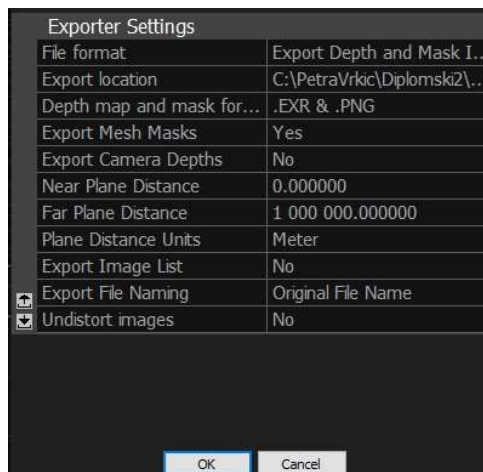 Exporter Settings
File format Export Depth and Mask I...
Export location C:\PetraVrkic\Diplomski2\...
Depth map and mask for... .EXR & .PNG
Export Mesh Masks Yes
Export Camera Depths No
Near Plane Distance 0.000000
Far Plane Distance 1 000 000.000000
Plane Distance Units Meter
Export Image List No
Export File Naming Original File Name
Undistort images No
OK Cancel